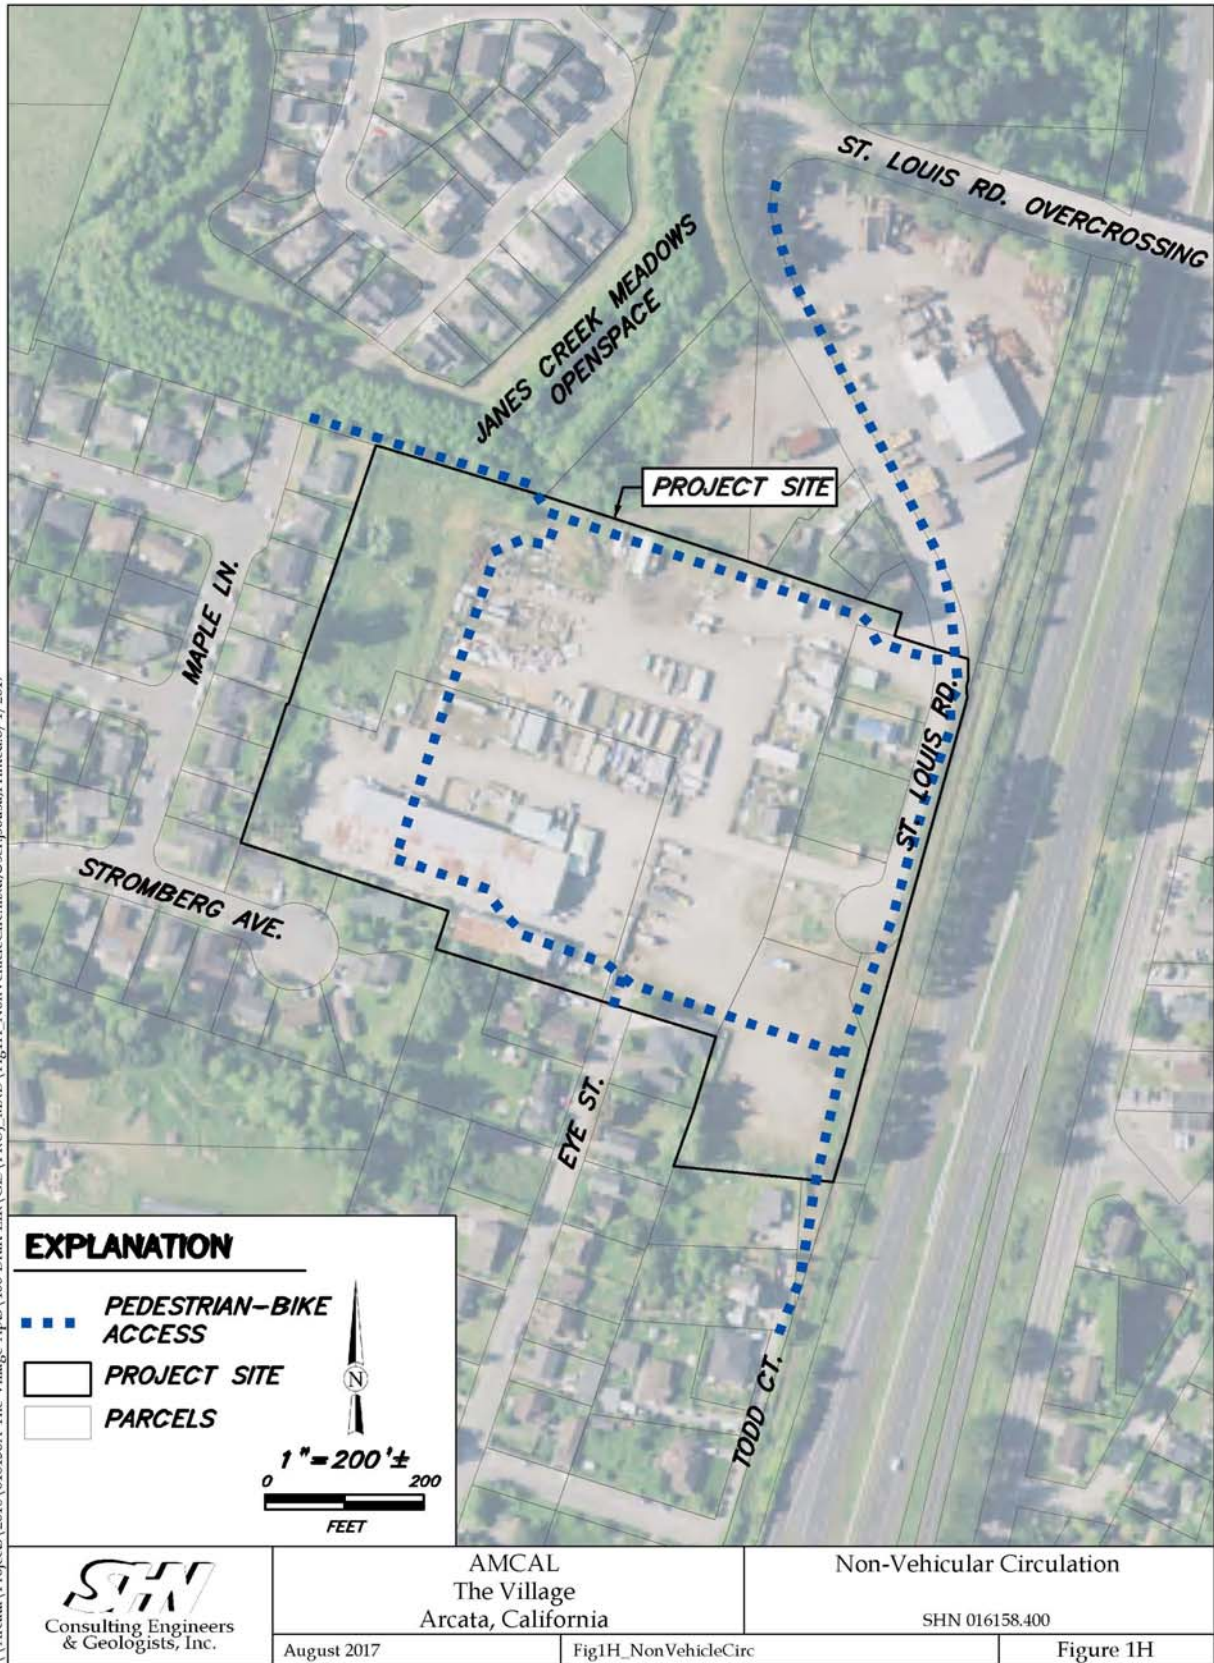 ST. LOUIS RD. OVERCROSSING
JANES CREEK MEADOWS
OPENSPACE
PROJECT SITE
MAPLE LN.
ST. LOUIS RD.
STROMBERG AVE.
EYE ST.
TODD CT.
EXPLANATION
PEDESTRIAN-BIKE
ACCESS
PROJECT SITE
PARCELS
N
1"=200'±
0 200
FEET
SHN
Consulting Engineers
& Geologists, Inc.
AMCAL
The Village
Arcata, California
Non-Vehicular Circulation
SHN 016158.400
August 2017
Fig1H_NonVehicleCirc
Figure 1H